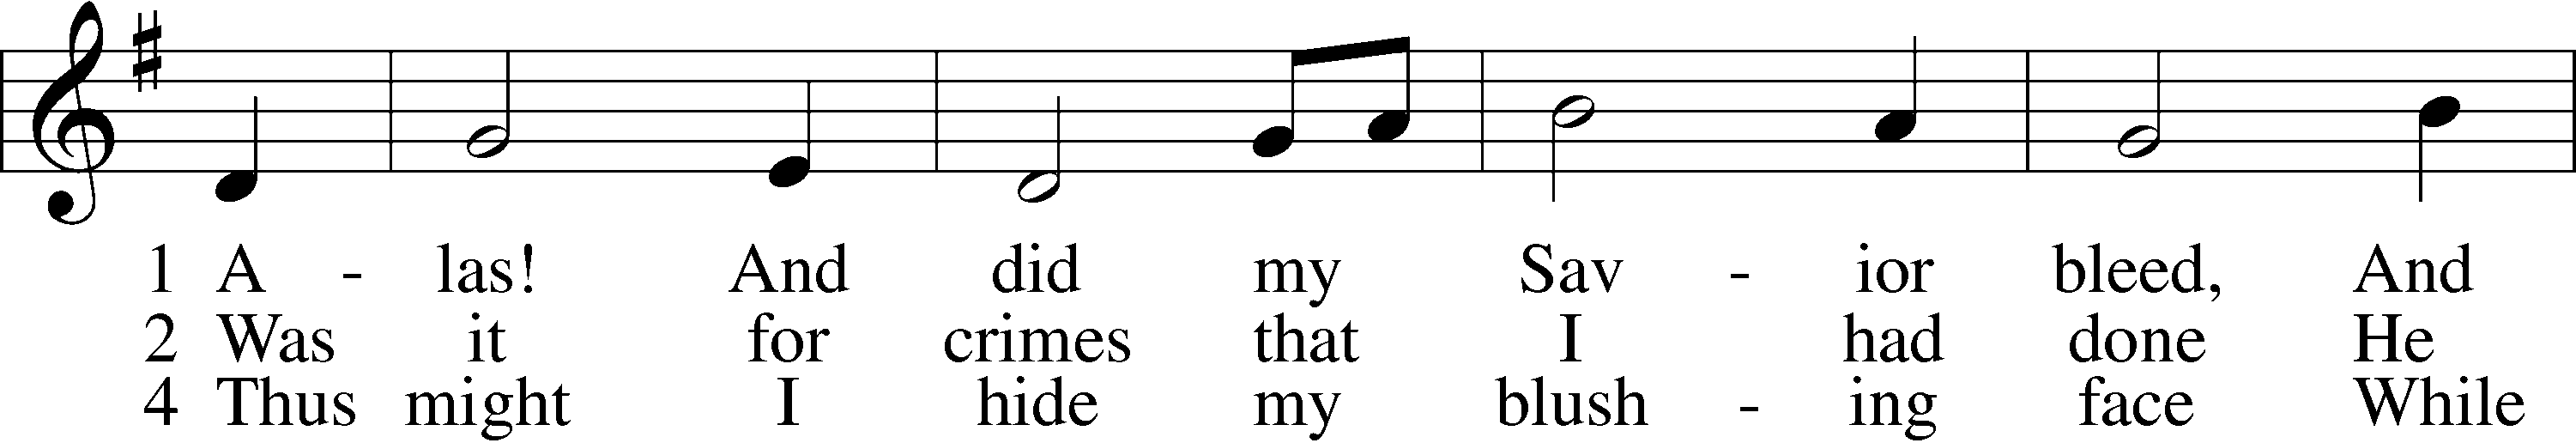 1 A - las! And did my Sav - ior bleed, And
2 Was it for crimes that I had done He
4 Thus might I hide my blush - ing face While